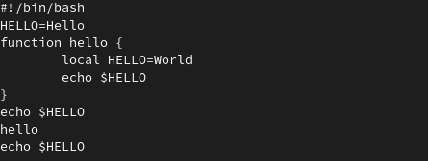 #!/bin/bash
HELLO=Hello
function hello {
        local HELLO=World
        echo $HELLO
}
echo $HELLO
hello
echo $HELLO